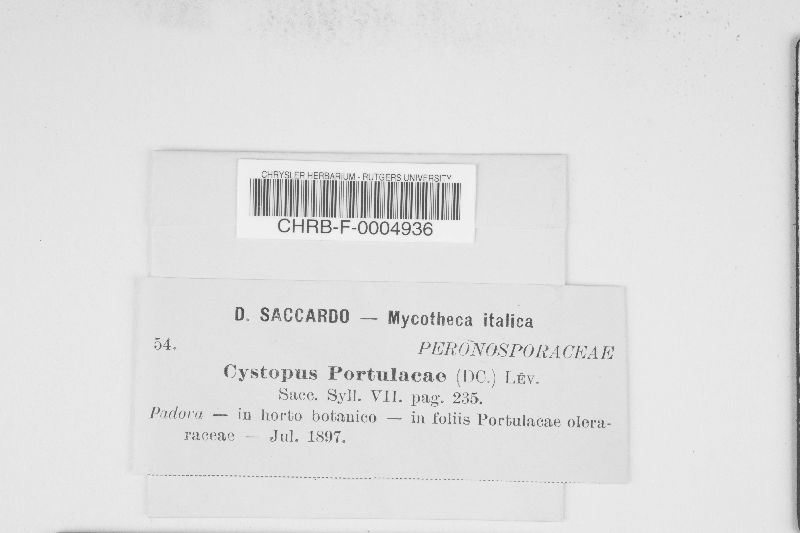 CHRYSLER HERBARIUM - RUTGERS UNIVERSITY
CHRB-F-0004936
D. SACCARDO — Mycotheca italica
54.
PERONOSPORACEAE
Cystopus Portulacae (DC.) Lév.
Sacc. Syll. VII. pag. 235.
Padova — in horto botanico — in foliis Portulacae olera-
raceae — Jul. 1897.